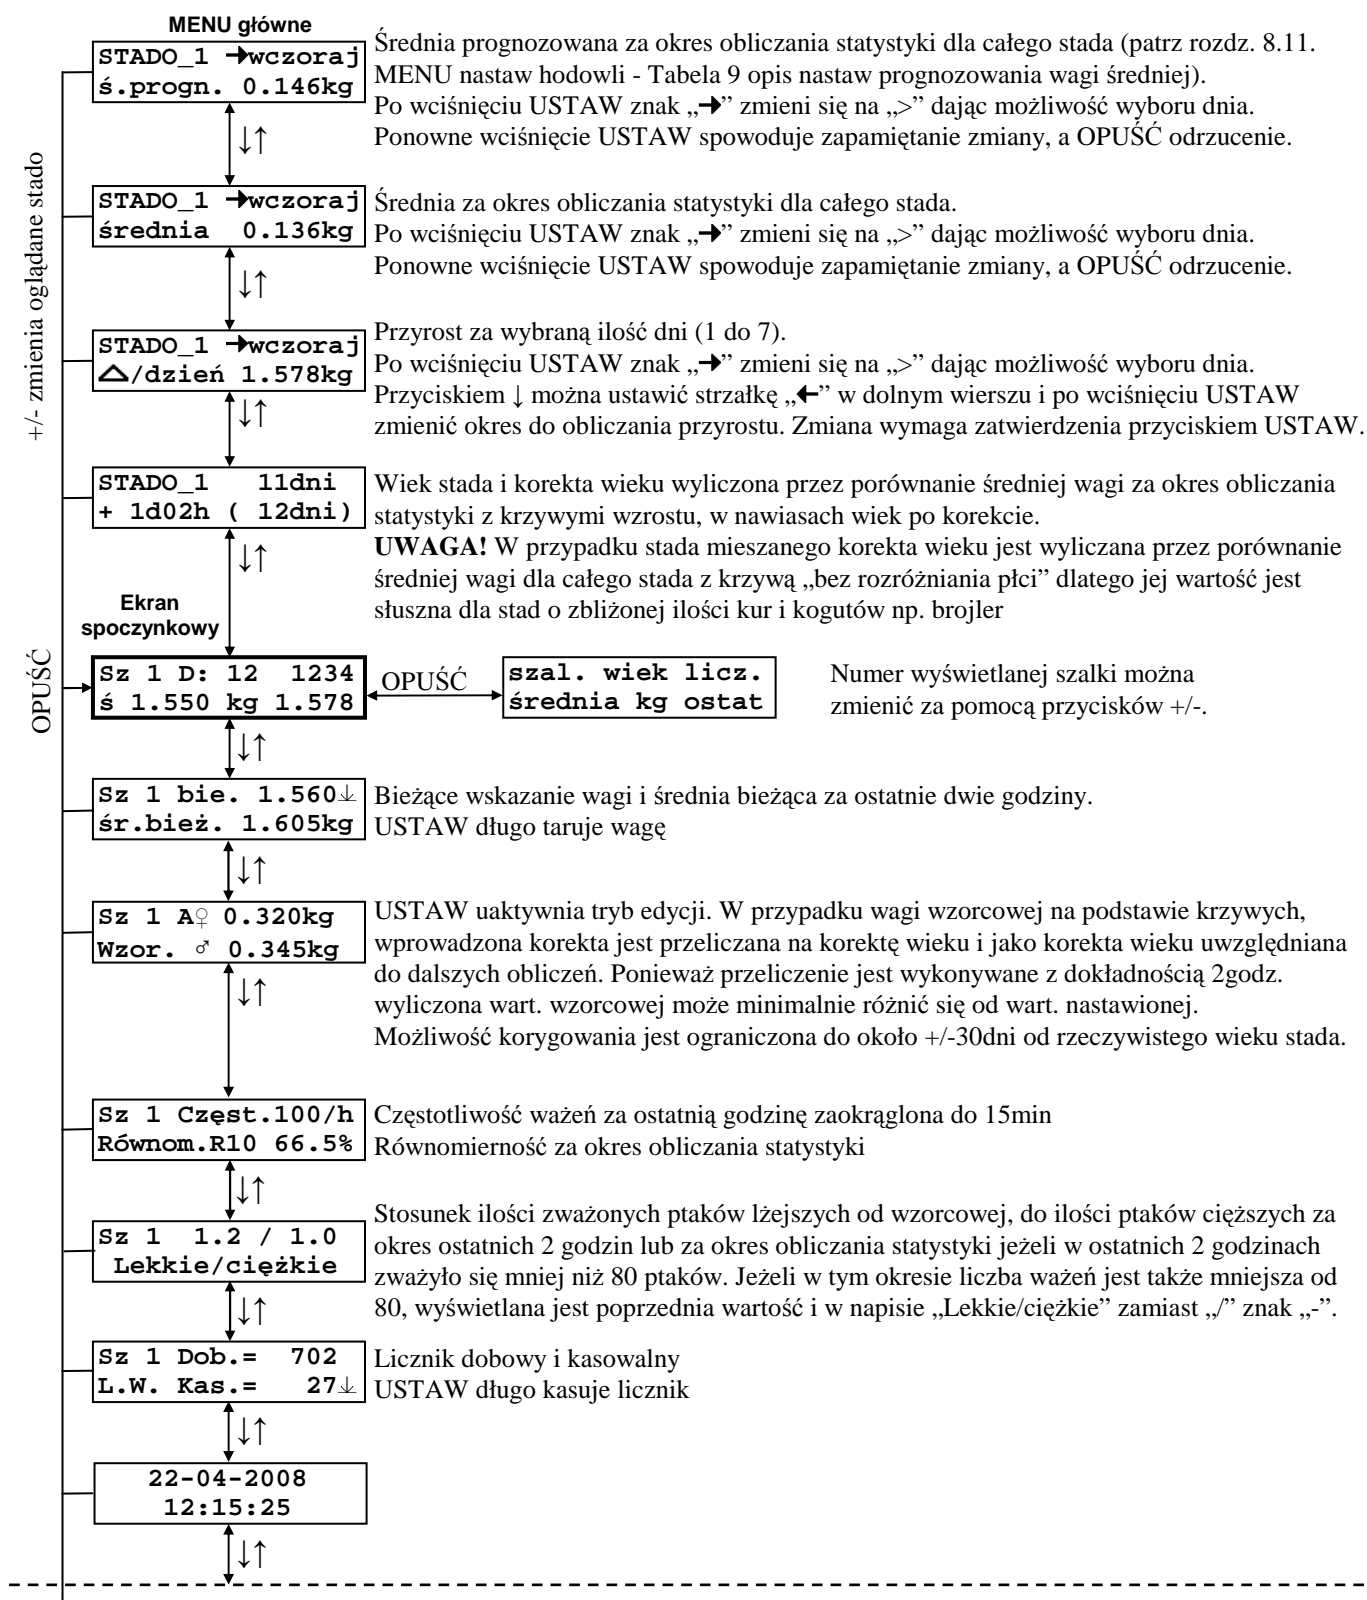 MENU główne
STADO_1 →wczoraj
ś.progn. 0.146kg
Średnia prognozowana za okres obliczania statystyki dla całego stada (patrz rozdz. 8.11.
MENU nastaw hodowli - Tabela 9 opis nastaw prognozowania wagi średniej).
Po wciśnięciu USTAW znak „→” zmieni się na „>” dając możliwość wyboru dnia.
Ponowne wciśnięcie USTAW spowoduje zapamiętanie zmiany, a OPUŚĆ odrzucenie.
↓↑
+/- zmienia oglądane stado
STADO_1 →wczoraj
średnia 0.136kg
Średnia za okres obliczania statystyki dla całego stada.
Po wciśnięciu USTAW znak „→” zmieni się na „>” dając możliwość wyboru dnia.
Ponowne wciśnięcie USTAW spowoduje zapamiętanie zmiany, a OPUŚĆ odrzucenie.
↓↑
STADO_1 →wczoraj
△/dzień 1.578kg
Przyrost za wybraną ilość dni (1 do 7).
Po wciśnięciu USTAW znak „→” zmieni się na „>” dając możliwość wyboru dnia.
Przyciskiem ↓ można ustawić strzałkę „←” w dolnym wierszu i po wciśnięciu USTAW
zmienić okres do obliczania przyrostu. Zmiana wymaga zatwierdzenia przyciskiem USTAW.
↓↑
STADO_1 11dni
+ 1d02h ( 12dni)
Wiek stada i korekta wieku wyliczona przez porównanie średniej wagi za okres obliczania
statystyki z krzywymi wzrostu, w nawiasach wiek po korekcie.
UWAGA! W przypadku stada mieszanego korekta wieku jest wyliczana przez porównanie
średniej wagi dla całego stada z krzywą „bez rozróżniania płci” dlatego jej wartość jest
słuszna dla stad o zbliżonej ilości kur i kogutów np. brojler
↓↑
Ekran
spoczynkowy
OPUŚĆ
Sz 1 D: 12 1234
ś 1.550 kg 1.578
OPUŚĆ
szal. wiek licz.
średnia kg ostat
Numer wyświetlanej szalki można
zmienić za pomocą przycisków +/-.
↓↑
Sz 1 bie. 1.560↓
śr.bież. 1.605kg
Bieżące wskazanie wagi i średnia bieżąca za ostatnie dwie godziny.
USTAW długo taruje wagę
↓↑
Sz 1 A♀ 0.320kg
Wzor. ♂ 0.345kg
USTAW uaktywnia tryb edycji. W przypadku wagi wzorcowej na podstawie krzywych,
wprowadzona korekta jest przeliczana na korektę wieku i jako korekta wieku uwzględniana
do dalszych obliczeń. Ponieważ przeliczenie jest wykonywane z dokładnością 2godz.
wyliczona wart. wzorcowej może minimalnie różnić się od wart. nastawionej.
Możliwość korygowania jest ograniczona do około +/-30dni od rzeczywistego wieku stada.
↓↑
Sz 1 Częst.100/h
Równom.R10 66.5%
Częstotliwość ważeń za ostatnią godzinę zaokrąglona do 15min
Równomierność za okres obliczania statystyki
↓↑
Sz 1 1.2 / 1.0
Lekkie/ciężkie
Stosunek ilości zważonych ptaków lżejszych od wzorcowej, do ilości ptaków cięższych za
okres ostatnich 2 godzin lub za okres obliczania statystyki jeżeli w ostatnich 2 godzinach
zważyło się mniej niż 80 ptaków. Jeżeli w tym okresie liczba ważeń jest także mniejsza od
80, wyświetlana jest poprzednia wartość i w napisie „Lekkie/ciężkie” zamiast „/” znak „-”.
↓↑
Sz 1 Dob.= 702
L.W. Kas.= 27↓
Licznik dobowy i kasowalny
USTAW długo kasuje licznik
↓↑
22-04-2008
12:15:25
↓↑